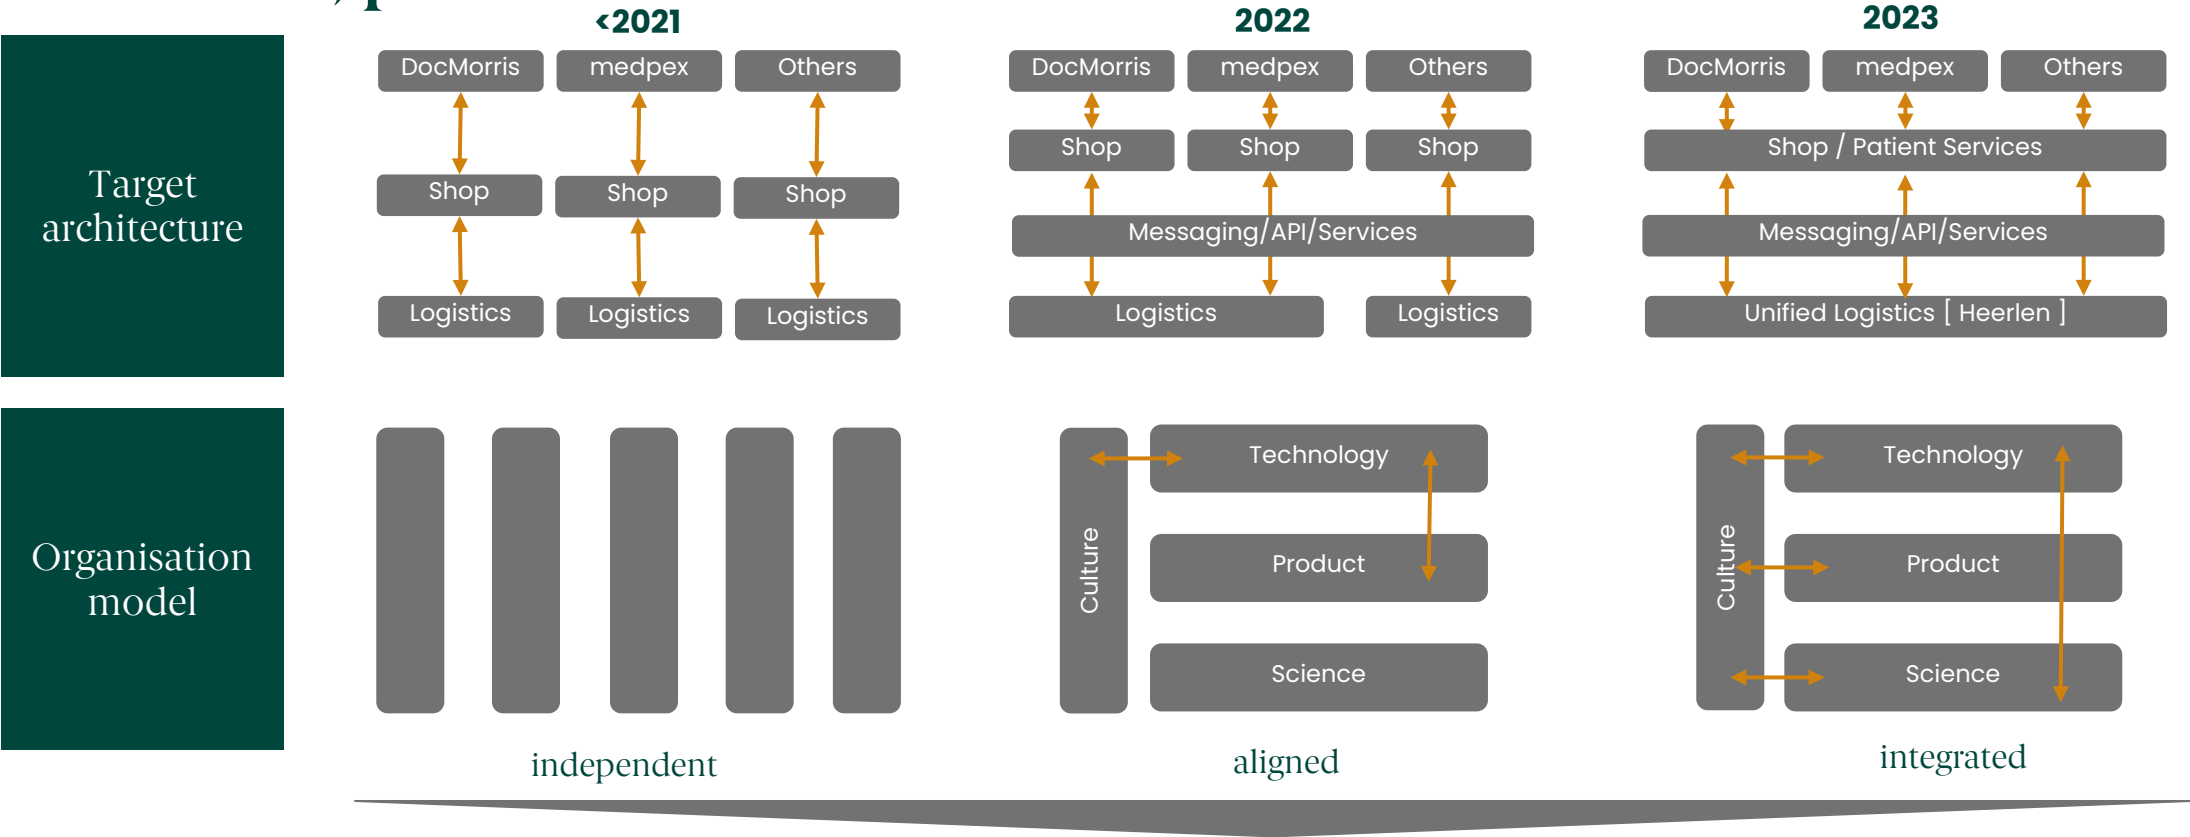 <2021
2022
2023
Target
architecture
DocMorris
medpex
Others
Shop
Shop
Shop
Logistics
Logistics
Logistics
DocMorris
medpex
Others
Shop
Shop
Shop
Messaging/API/Services
Logistics
Logistics
DocMorris
medpex
Others
Shop / Patient Services
Messaging/API/Services
Unified Logistics [ Heerlen ]
Organisation
model
Culture
Technology
Product
Science
Culture
Technology
Product
Science
independent
aligned
integrated